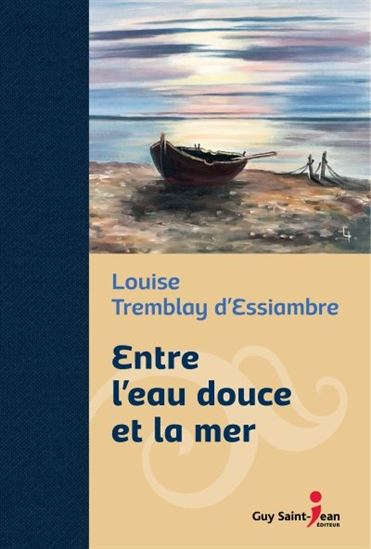 Louise
Tremblay d'Essiambre
Entre
l'eau douce
et la mer
Guy Saint-Jean
ÉDITEUR